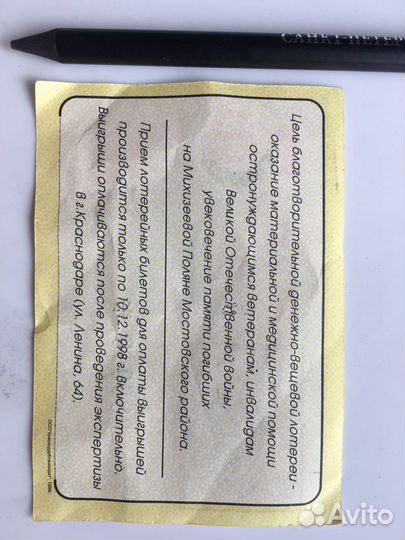 САНКТ-ПЕТЕР
Цель благотворительной денежно-вещевой лотереи -
оказание материальной и медицинской помощи
остронуждающимся ветеранам, инвалидам
Великой Отечественной войны,
увековечение памяти погибших
на Михизеевой Поляне Мостовского района.
Прием лотерейных билетов для оплаты выигрышей
производится только по 10.12.1998 г. включительно.
Выигрыши оплачиваются после проведения экспертизы
в г.Краснодаре (ул. Ленина, 64).
Avito